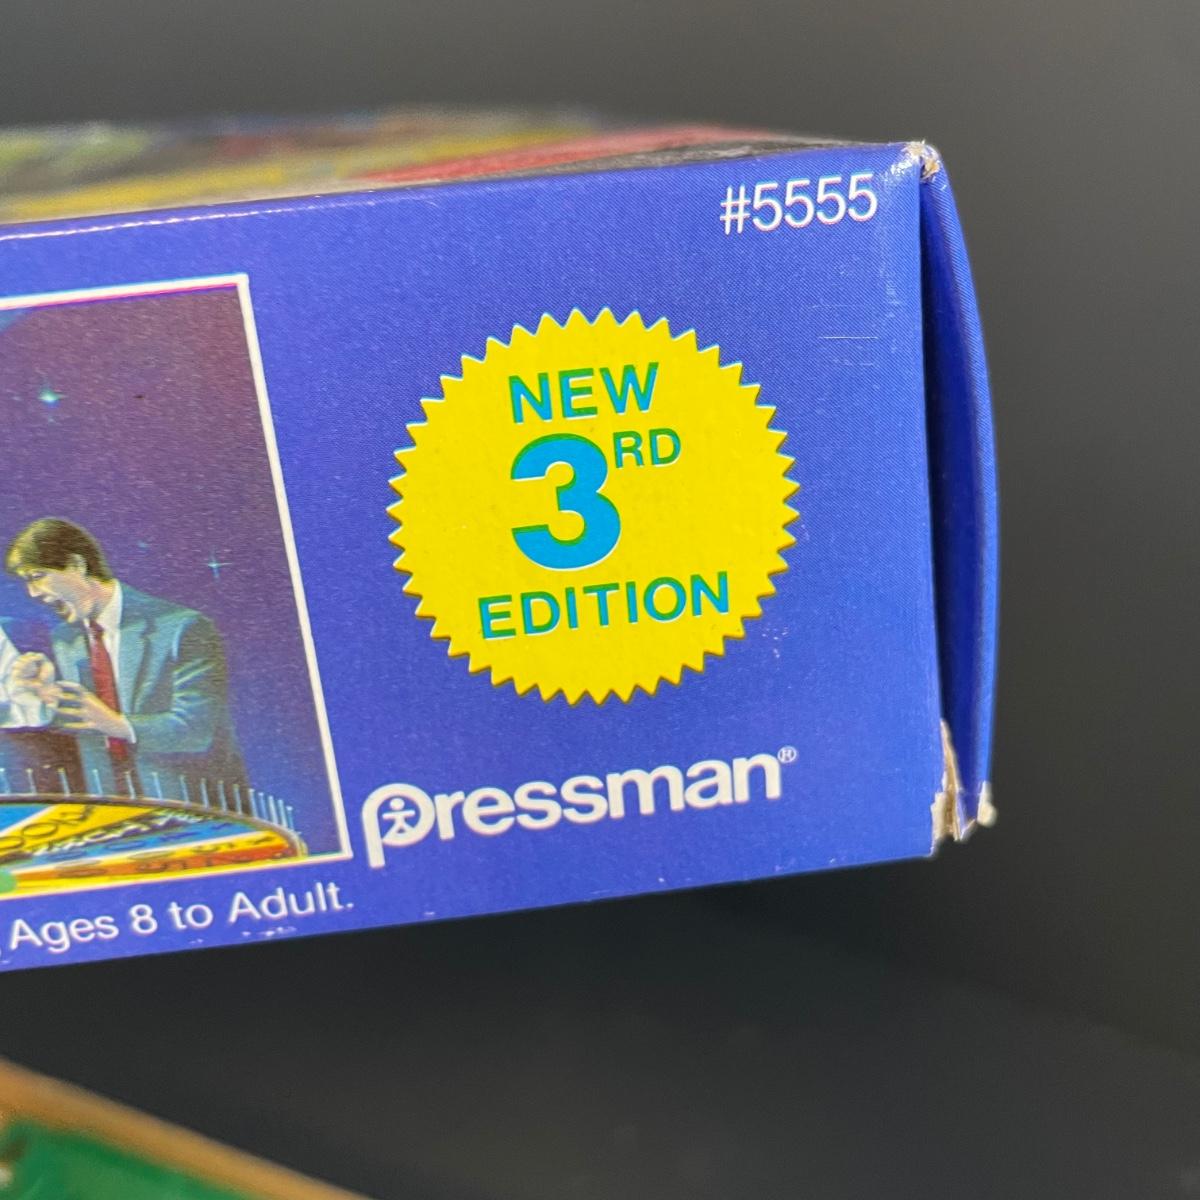 #5555
NEW
3RD
EDITION
pressman®
Ages 8 to Adult.